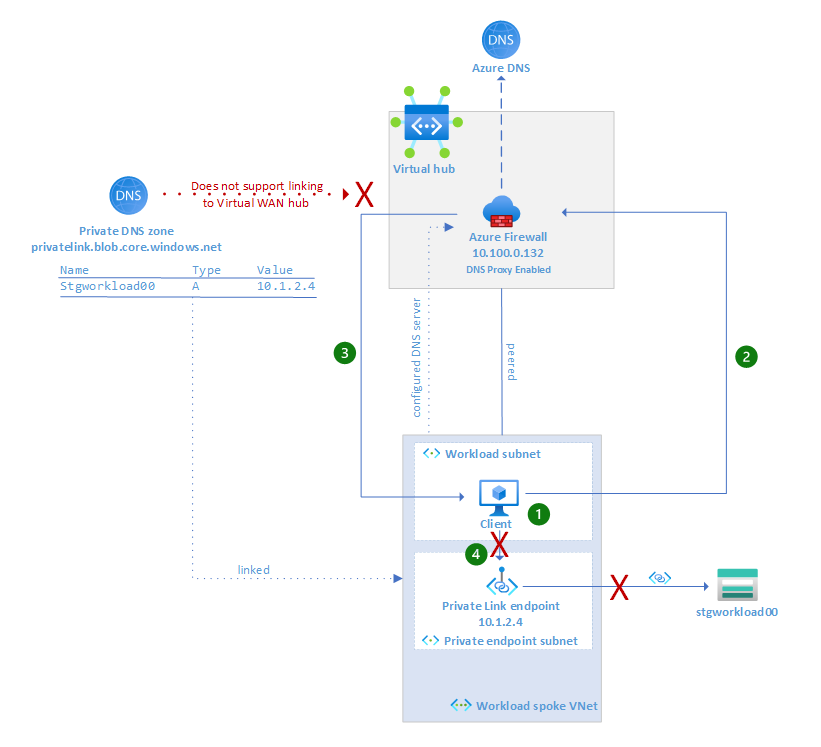 DNS
Azure DNS
Virtual hub
Does not support linking
to Virtual WAN hub
X
DNS
Private DNS zone
privatelink.blob.core.windows.net
Name Type Value
Stgworkload00 A 10.1.2.4
Azure Firewall
10.100.0.132
DNS Proxy Enabled
configured DNS server
peered
3
2
Workload subnet
Client
1
X
4
linked
Private Link endpoint
10.1.2.4
Private endpoint subnet
X
stgworkload00
Workload spoke VNet